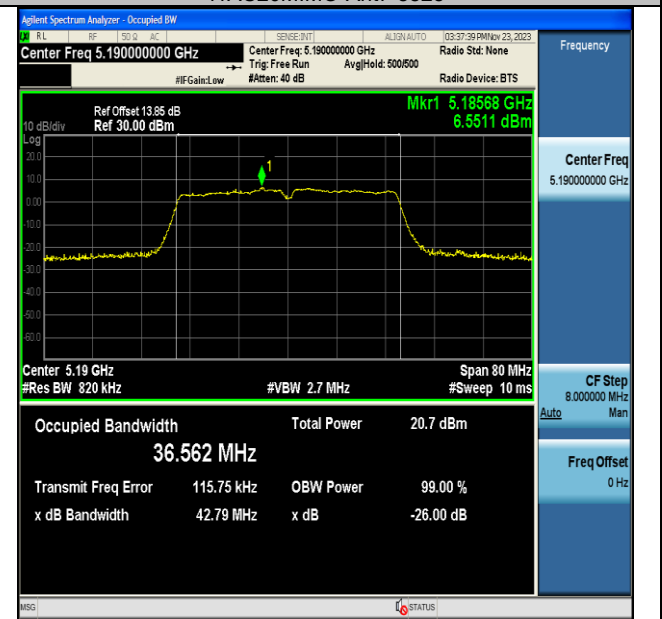 Agilent Spectrum Analyzer - Occupied BW
RL RF 50 Ω AC SENSE:INT ALIGN AUTO 03:37:39 PM Nov 23, 2023
Center Freq 5.190000000 GHz
Center Freq: 5.190000000 GHz Radio Std: None
Trig: Free Run Avg|Hold: 500/500
#IFGain:Low #Atten: 40 dB Radio Device: BTS
Frequency
Ref Offset 13.85 dB
10 dB/div Ref 30.00 dBm
Mkr1 5.18568 GHz
6.5511 dBm
Log
20.0
10.0
0.00
-10.0
-20.0
-30.0
-40.0
-50.0
-60.0
1
Center 5.19 GHz Span 80 MHz
#Res BW 820 kHz #VBW 2.7 MHz #Sweep 10 ms
Center Freq
5.190000000 GHz
CF Step
8.000000 MHz
Auto Man
Freq Offset
0 Hz
Occupied Bandwidth Total Power 20.7 dBm
36.562 MHz
Transmit Freq Error 115.75 kHz OBW Power 99.00 %
x dB Bandwidth 42.79 MHz x dB -26.00 dB
MSG STATUS